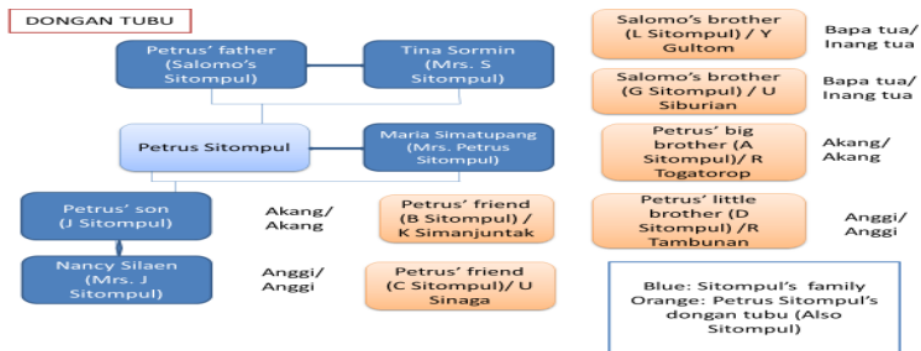 DONGAN TUBU
Petrus' father
(Salomo's
Sitompul)
Tina Sormin
(Mrs. S
Sitompul)
Salomo's brother
(L Sitompul) / Y
Gultom
Bapa tua/
Inang tua
Salomo's brother
(G Sitompul) / U
Siburian
Bapa tua/
Inang tua
Petrus Sitompul
Maria Simatupang
(Mrs. Petrus
Sitompul)
Petrus' big
brother (A
Sitompul)/ R
Togatorop
Akang/
Akang
Petrus' son
(J Sitompul)
Akang/
Akang
Petrus' friend
(B Sitompul) /
K Simanjuntak
Petrus' little
brother (D
Sitompul) /R
Tambunan
Anggi/
Anggi
Nancy Silaen
(Mrs. J
Sitompul)
Anggi/
Anggi
Petrus' friend
(C Sitompul)/ U
Sinaga
Blue: Sitompul's family
Orange: Petrus Sitompul's
dongan tubu (Also
Sitompul)